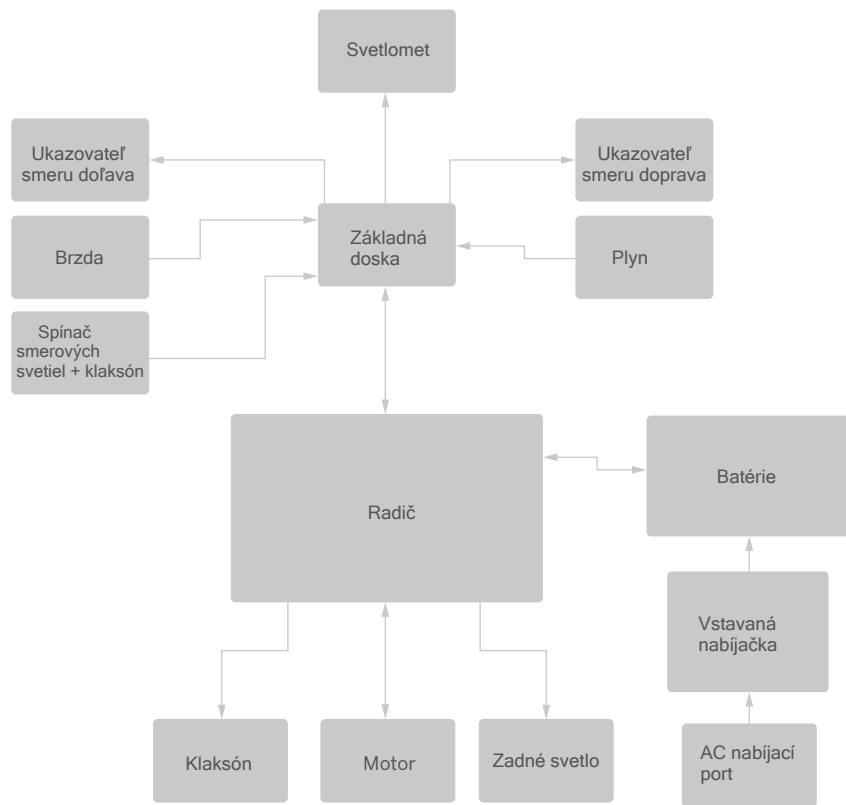 Svetlomet
Ukazovateľ
smeru doľava
Ukazovateľ
smeru doprava
Brzda
Základná
doska
Plyn
Spínač
smerových
svetiel + klaksón
Radič
Batérie
Vstavaná
nabíjačka
Klaksón
Motor
Zadné svetlo
AC nabíjací
port